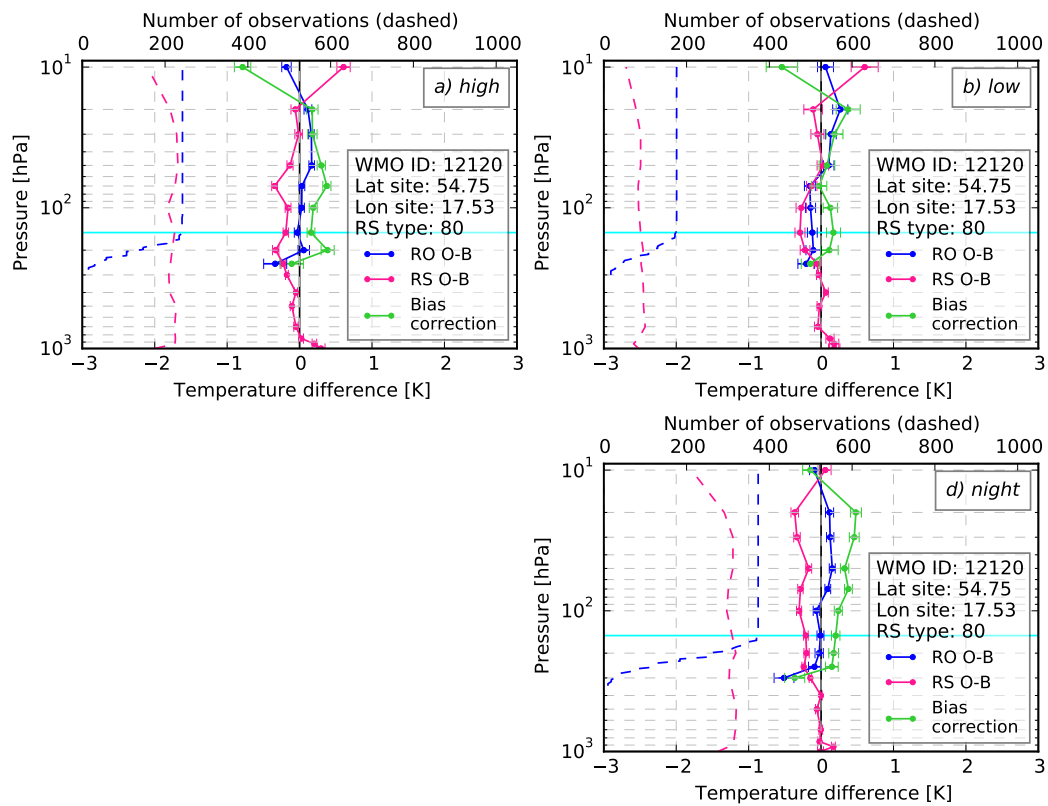 Number of observations (dashed)
0 200 400 600 800 1000
10¹
10²
10³
Pressure [hPa]
a) high
WMO ID: 12120
Lat site: 54.75
Lon site: 17.53
RS type: 80
RO O-B
RS O-B
Bias
correction
−3 −2 −1 0 1 2 3
Temperature difference [K]
Number of observations (dashed)
0 200 400 600 800 1000
10¹
10²
10³
Pressure [hPa]
b) low
WMO ID: 12120
Lat site: 54.75
Lon site: 17.53
RS type: 80
RO O-B
RS O-B
Bias
correction
−3 −2 −1 0 1 2 3
Temperature difference [K]
Number of observations (dashed)
0 200 400 600 800 1000
10¹
10²
10³
Pressure [hPa]
d) night
WMO ID: 12120
Lat site: 54.75
Lon site: 17.53
RS type: 80
RO O-B
RS O-B
Bias
correction
−3 −2 −1 0 1 2 3
Temperature difference [K]